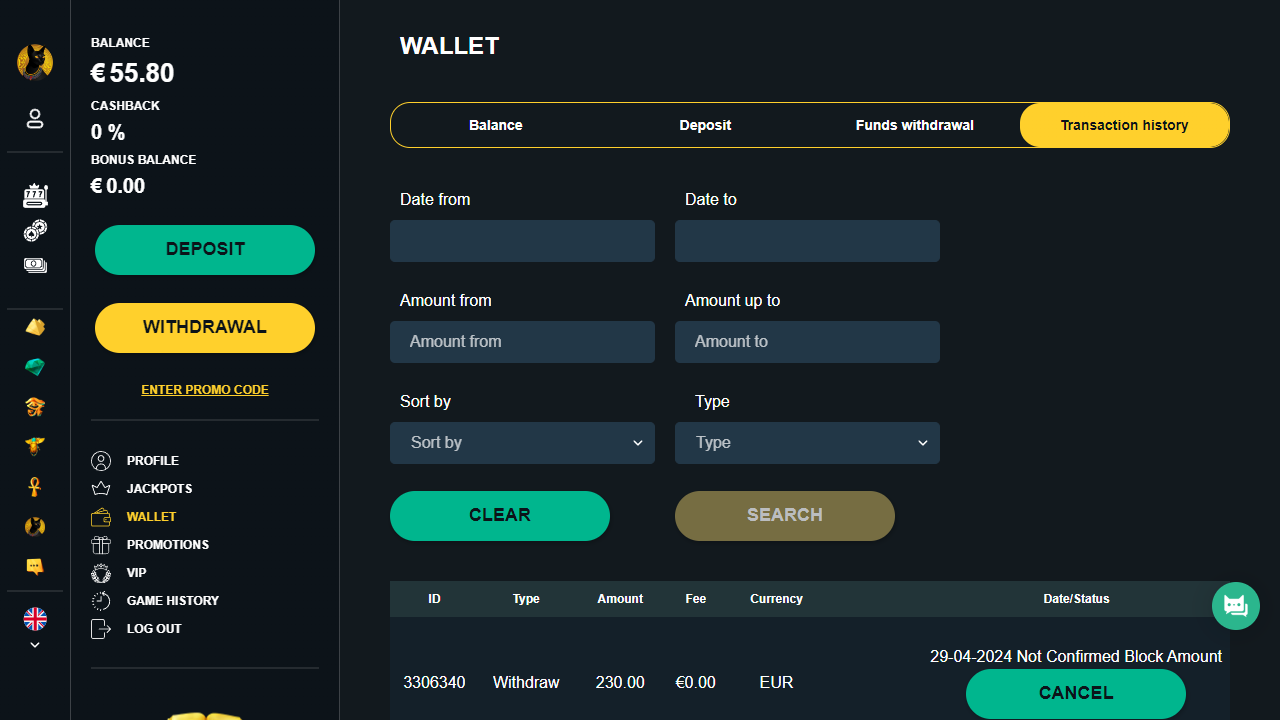 BALANCE
€ 55.80
CASHBACK
0 %
BONUS BALANCE
€ 0.00
DEPOSIT
WITHDRAWAL
ENTER PROMO CODE
PROFILE
JACKPOTS
WALLET
PROMOTIONS
VIP
GAME HISTORY
LOG OUT
WALLET
Balance Deposit Funds withdrawal Transaction history
Date from Date to
Amount from Amount up to
Amount from Amount to
Sort by Type
Sort by Type
CLEAR SEARCH
ID Type Amount Fee Currency Date/Status
29-04-2024 Not Confirmed Block Amount
3306340 Withdraw 230.00 €0.00 EUR
CANCEL
777